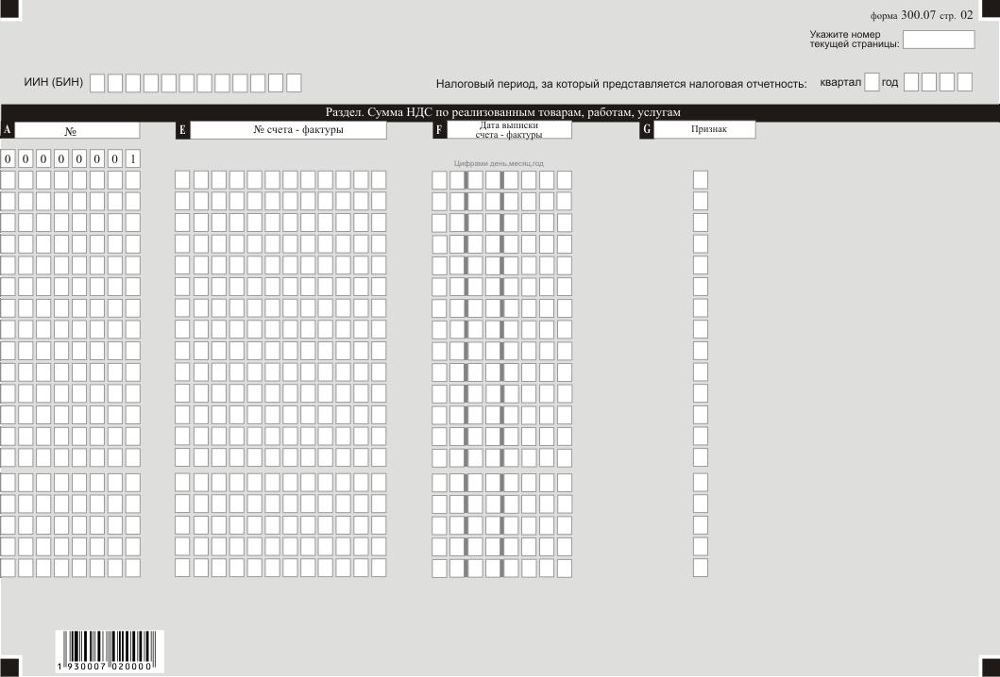 форма 300.07 стр. 02
Укажите номер
текущей страницы:
ИИН (БИН)
Налоговый период, за который представляется налоговая отчетность: квартал год
Раздел. Сумма НДС по реализованным товарам, работам, услугам
A № E № счета - фактуры F Дата выписки счета - фактуры G Признак
Цифрами день,месяц,год
0 0 0 0 0 0 0 1
1 930007 020000